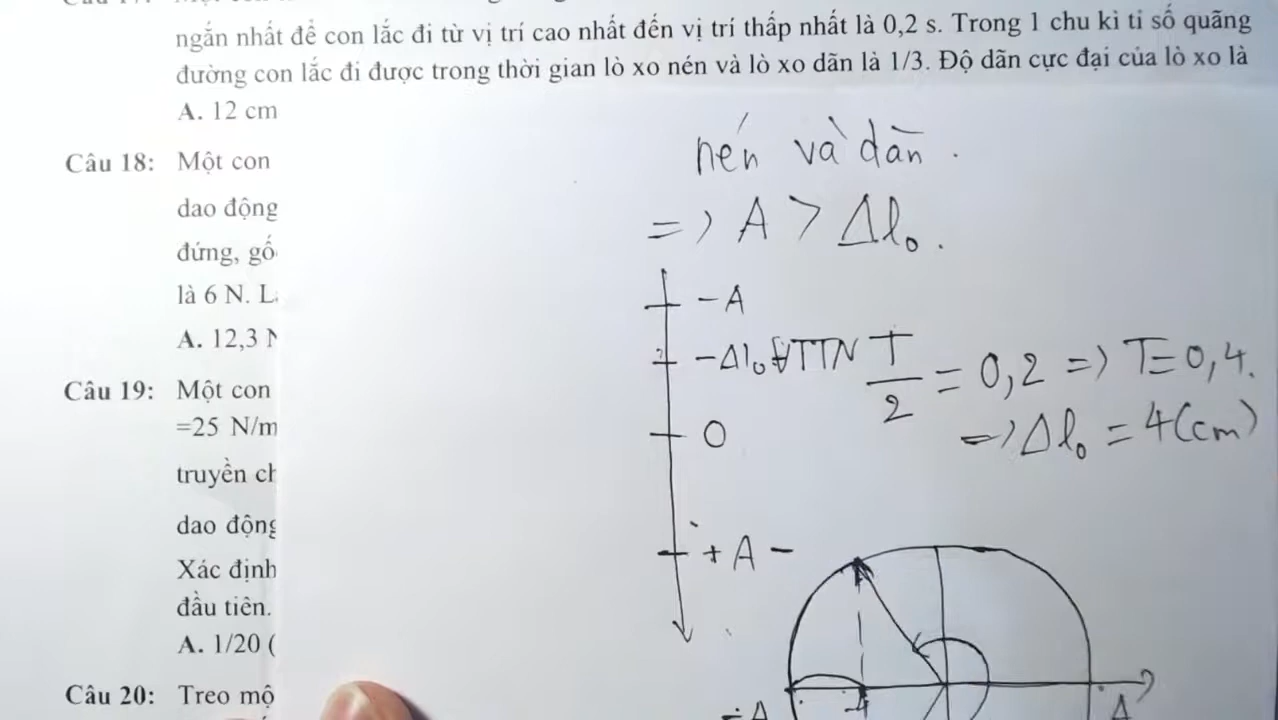 ngắn nhất để con lắc đi từ vị trí cao nhất đến vị trí thấp nhất là 0,2 s. Trong 1 chu kì tỉ số quãng
đường con lắc đi được trong thời gian lò xo nén và lò xo dãn là 1/3. Độ dãn cực đại của lò xo là
A. 12 cm
Câu 18: Một con
dao động
đứng, gố
là 6 N. L
A. 12,3 N
Câu 19: Một con
=25 N/m
truyền ch
dao động
Xác định
đầu tiên.
A. 1/20 (
Câu 20: Treo mộ
nén và dãn.
=> A > Δl₀.
-A
-Δl₀ VTTN
O
+A
T/2 = 0,2 => T=0,4.
=> Δl₀ = 4(cm)
-A
A